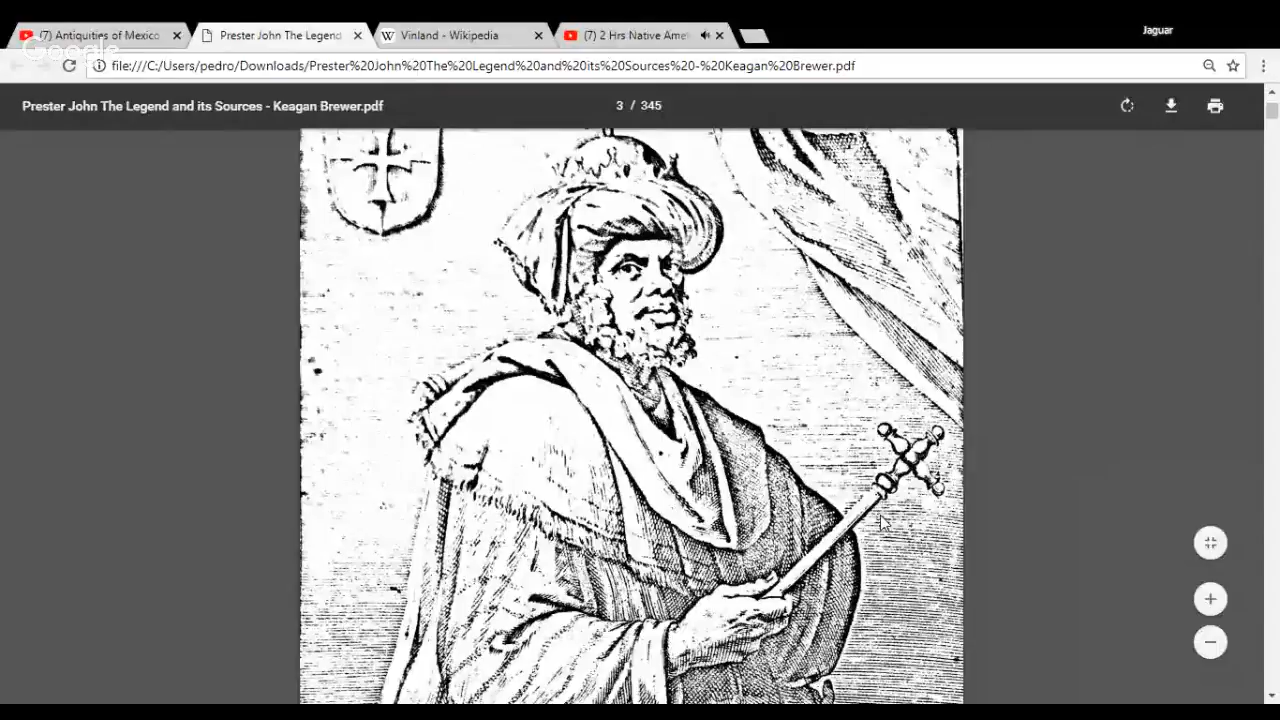 Jaguar
(7) Antiquities of Mexico
Prester John The Legend
Vinland - Wikipedia
(7) 2 Hrs Native Ame
Google
file:///C:/Users/pedro/Downloads/Prester%20John%20The%20Legend%20and%20its%20Sources%20-%20Keagan%20Brewer.pdf
Prester John The Legend and its Sources - Keagan Brewer.pdf
3 / 345